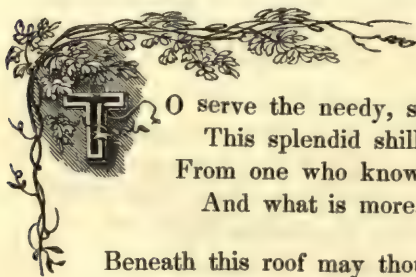 TO serve the needy, s
This splendid shill
From one who know
And what is more
Beneath this roof may tho